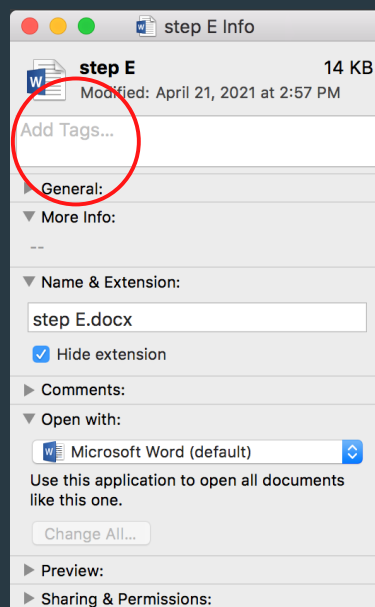 step E Info
step E 14 KB
Modified: April 21, 2021 at 2:57 PM
Add Tags...
General:
More Info:
--
Name & Extension:
step E.docx
Hide extension
Comments:
Open with:
Microsoft Word (default)
Use this application to open all documents
like this one.
Change All...
Preview:
Sharing & Permissions: